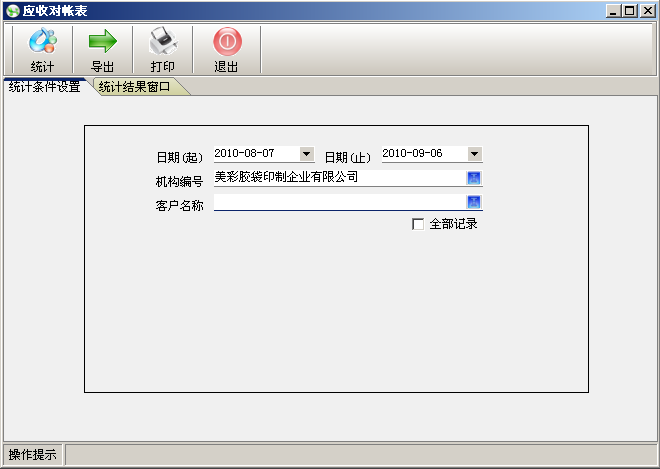 应收对帐表
统计 导出 打印 退出
统计条件设置 统计结果窗口
日期(起) 2010-08-07 日期(止) 2010-09-06
机构编号 美彩胶袋印制企业有限公司
客户名称
全部记录
操作提示